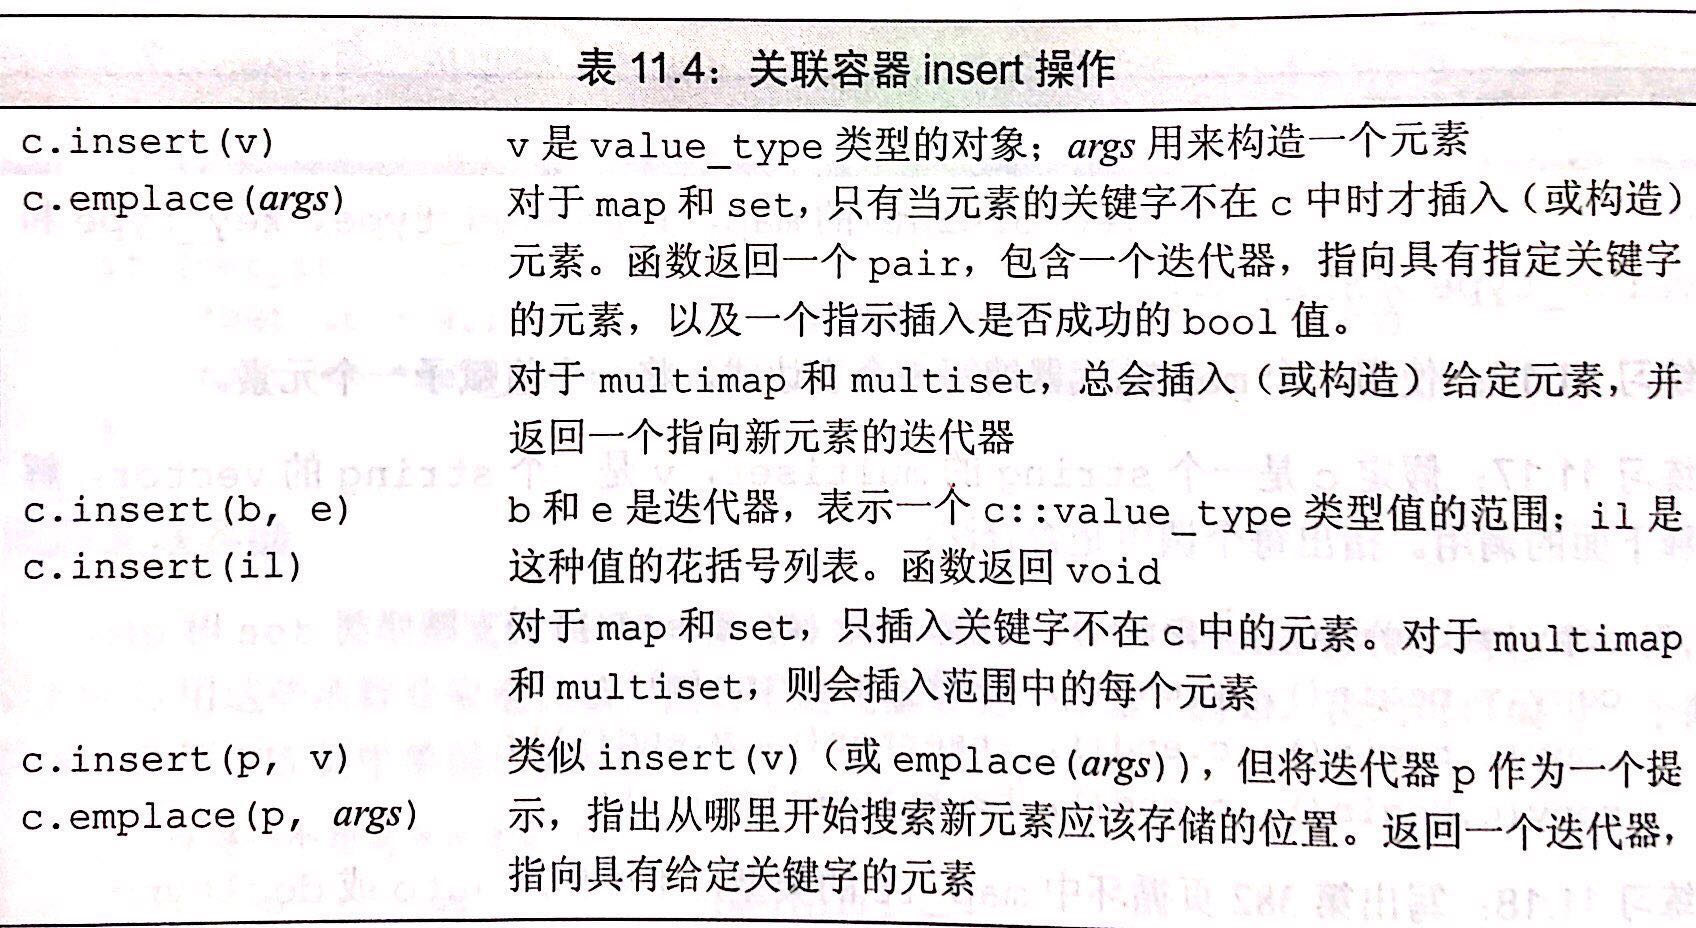 表 11.4：关联容器 insert 操作
c.insert(v) v 是 value_type 类型的对象；args 用来构造一个元素
c.emplace(args) 对于 map 和 set，只有当元素的关键字不在 c 中时才插入（或构造）
元素。函数返回一个 pair，包含一个迭代器，指向具有指定关键字
的元素，以及一个指示插入是否成功的 bool 值。
对于 multimap 和 multiset，总会插入（或构造）给定元素，并
返回一个指向新元素的迭代器
c.insert(b, e) b 和 e 是迭代器，表示一个 c::value_type 类型值的范围；il 是
c.insert(il) 这种值的花括号列表。函数返回 void
对于 map 和 set，只插入关键字不在 c 中的元素。对于 multimap
和 multiset，则会插入范围中的每个元素
c.insert(p, v) 类似 insert(v)（或 emplace(args)），但将迭代器 p 作为一个提
c.emplace(p, args) 示，指出从哪里开始搜索新元素应该存储的位置。返回一个迭代器，
指向具有给定关键字的元素